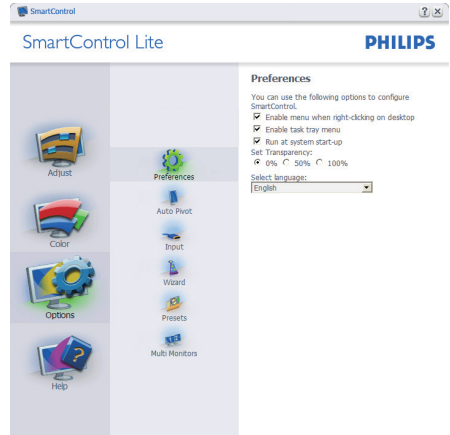 SmartControl
SmartControl Lite
PHILIPS
Adjust
Color
Options
Help
Preferences
Auto Pivot
Input
Wizard
Presets
Multi Monitors
Preferences
You can use the following options to configure
SmartControl.
Enable menu when right-clicking on desktop
Enable task tray menu
Run at system start-up
Set Transparency:
0% 50% 100%
Select language:
English